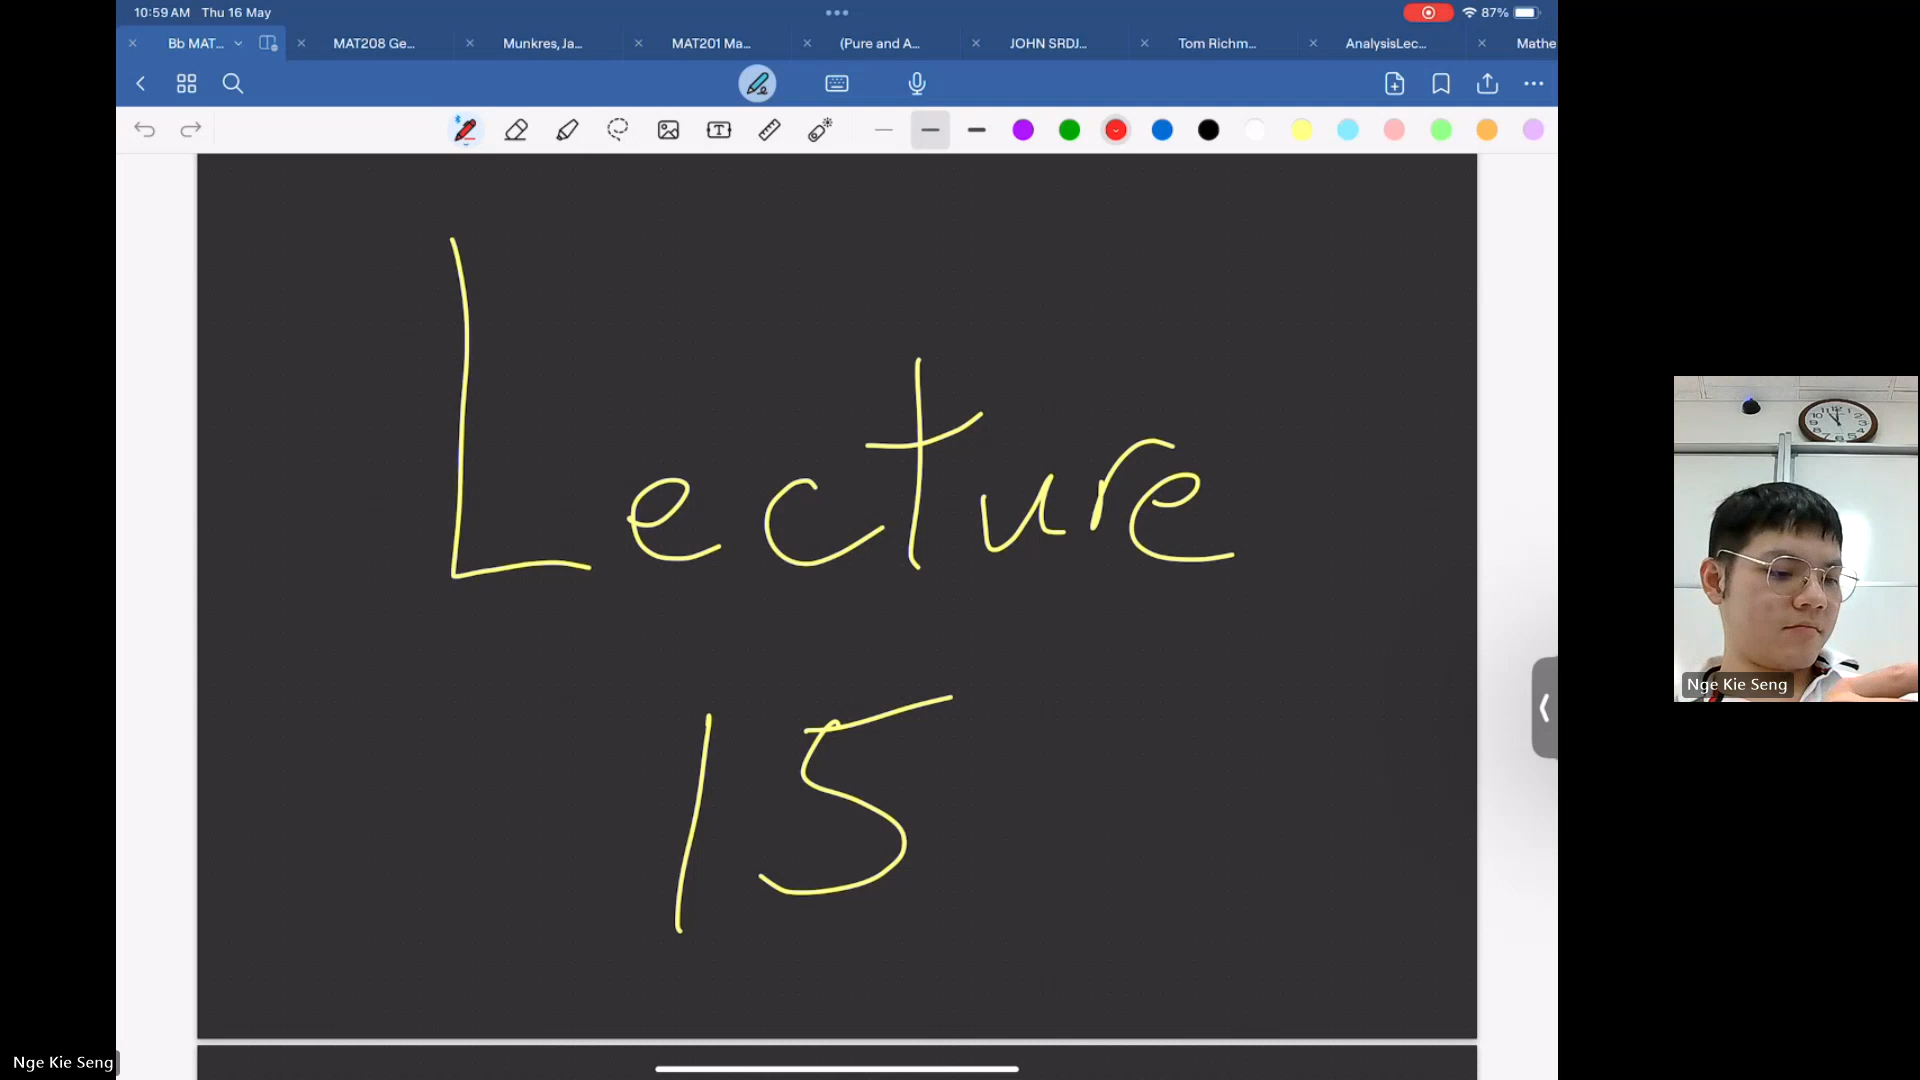 10:59 AM Thu 16 May
87%
Bb MAT...
MAT208 Ge...
Munkres, Ja...
MAT201 Ma...
(Pure and A...
JOHN SRDJ...
Tom Richm...
AnalysisLec...
Mathe
Lecture
15
Nge Kie Seng
Nge Kie Seng